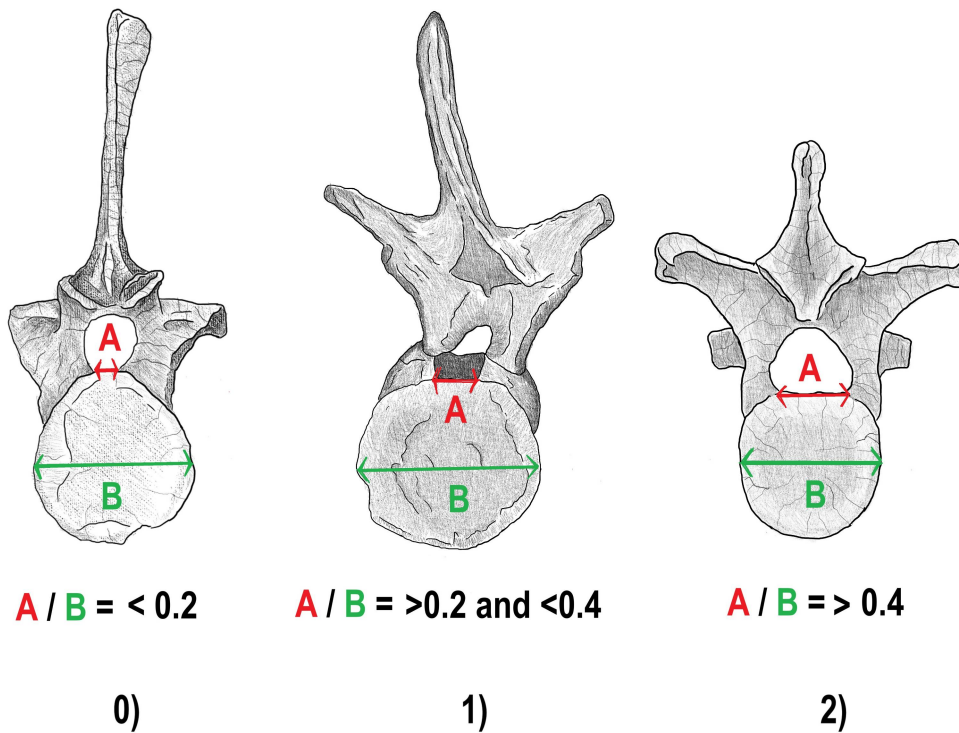 A
A
A
B
B
B
A / B = < 0.2
A / B = >0.2 and <0.4
A / B = > 0.4
0)
1)
2)